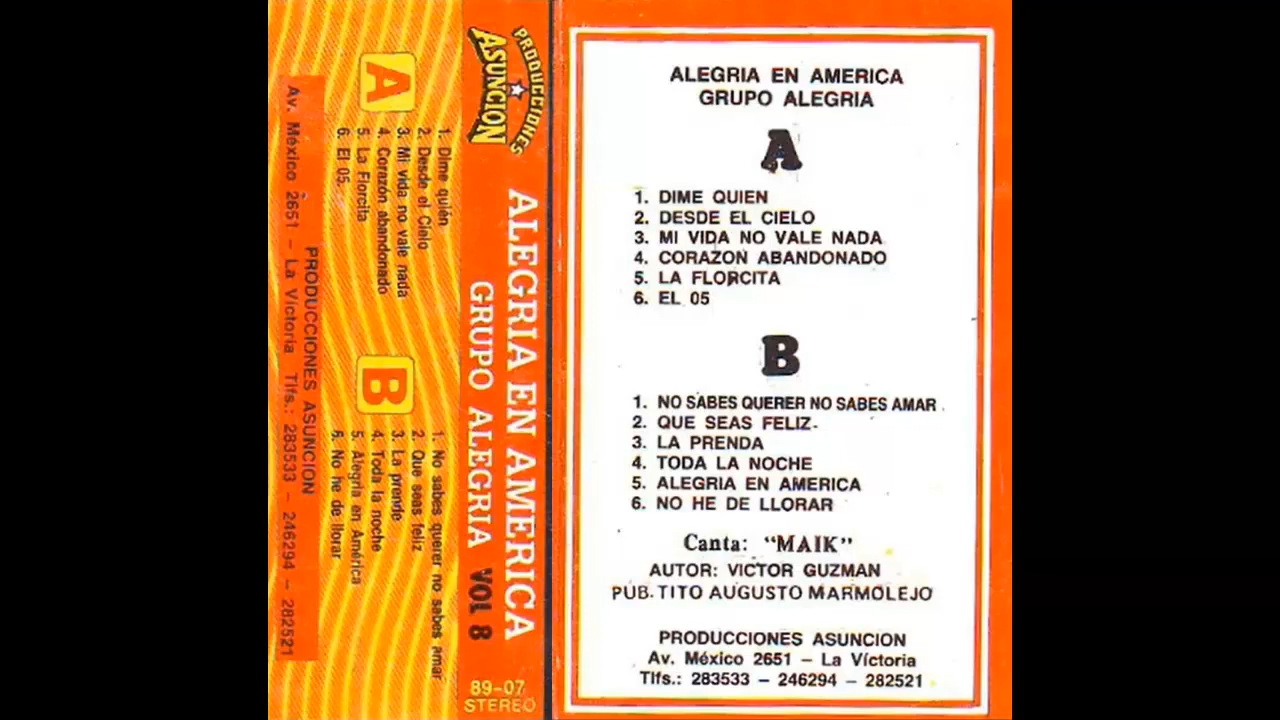 PRODUCCIONES
ASUNCION
A
1. Dime quién
2. Desde el Cielo
3. Mi vida no vale nada
4. Corazón abandonado
5. La Florcita
6. El 05.
B
1. No sabes querer no sabes amar
2. Que seas feliz
3. La prende
4. Toda la noche
5. Alegría en América
6. No he de llorar
PRODUCCIONES ASUNCION
Av. México 2651 – La Víctoria Tlfs.: 283533 – 246294 – 282521
ALEGRIA EN AMERICA
GRUPO ALEGRIA VOL 8
89-07
STEREO
ALEGRIA EN AMERICA
GRUPO ALEGRIA
A
1. DIME QUIEN
2. DESDE EL CIELO
3. MI VIDA NO VALE NADA
4. CORAZON ABANDONADO
5. LA FLORCITA
6. EL 05
B
1. NO SABES QUERER NO SABES AMAR
2. QUE SEAS FELIZ
3. LA PRENDA
4. TODA LA NOCHE
5. ALEGRIA EN AMERICA
6. NO HE DE LLORAR
Canta: "MAIK"
AUTOR: VICTOR GUZMAN
PUB. TITO AUGUSTO MARMOLEJO
PRODUCCIONES ASUNCION
Av. México 2651 – La Víctoria
Tlfs.: 283533 – 246294 – 282521